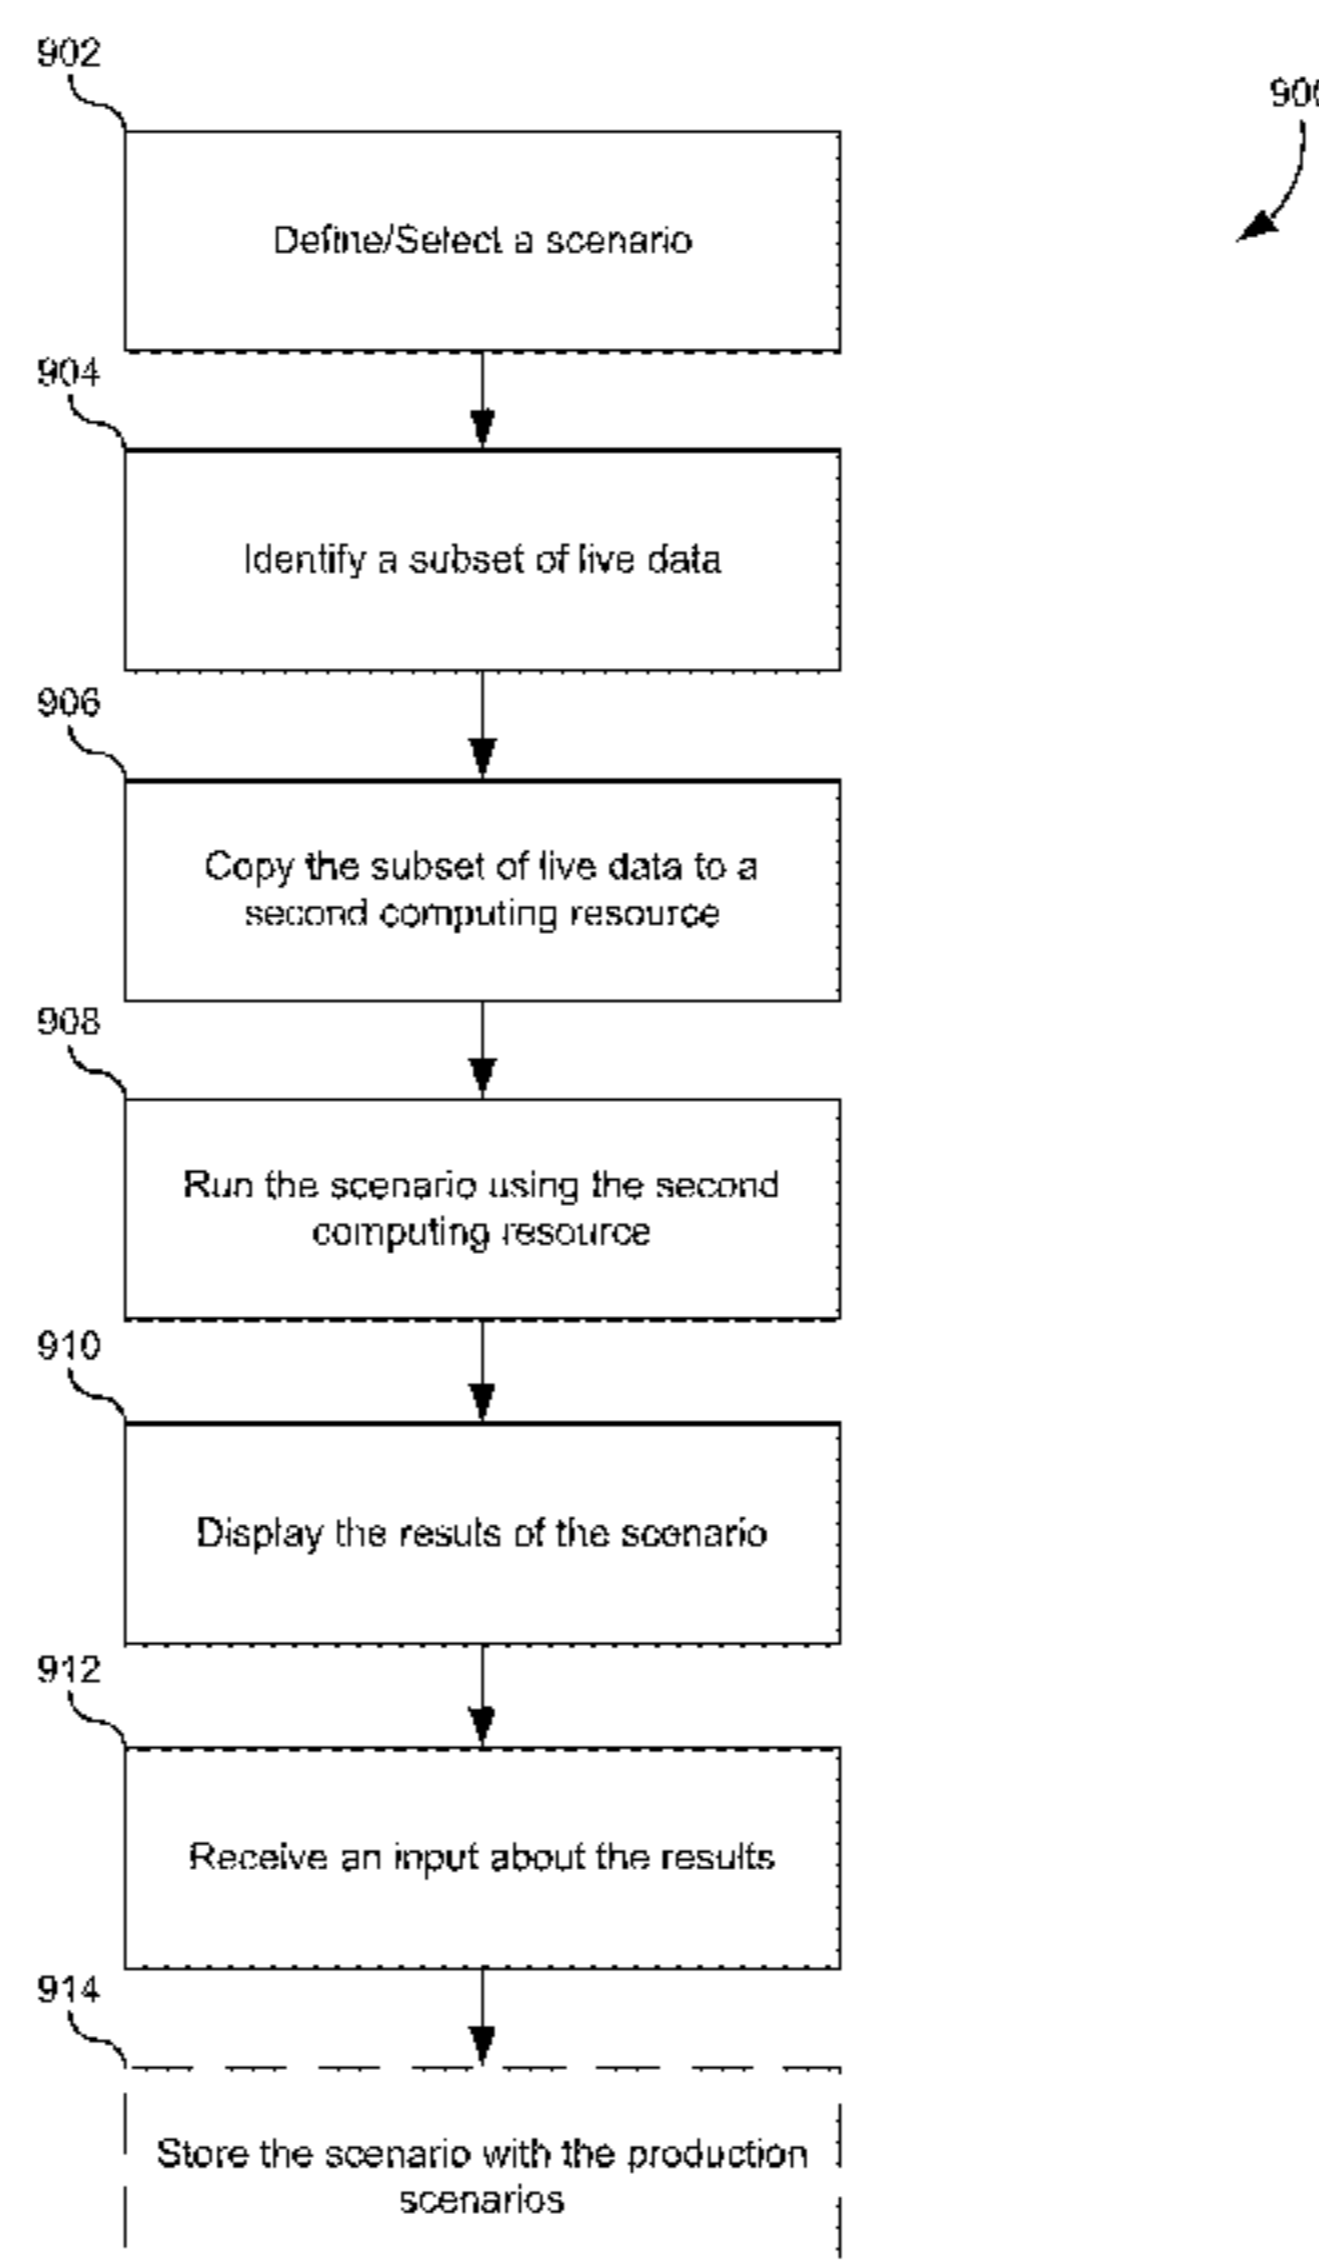 902
Define/Select a scenario
904
Identify a subset of live data
906
Copy the subset of live data to a
second computing resource
908
Run the scenario using the second
computing resource
910
Display the results of the scenario
912
Receive an input about the results
914
Store the scenario with the production
scenarios